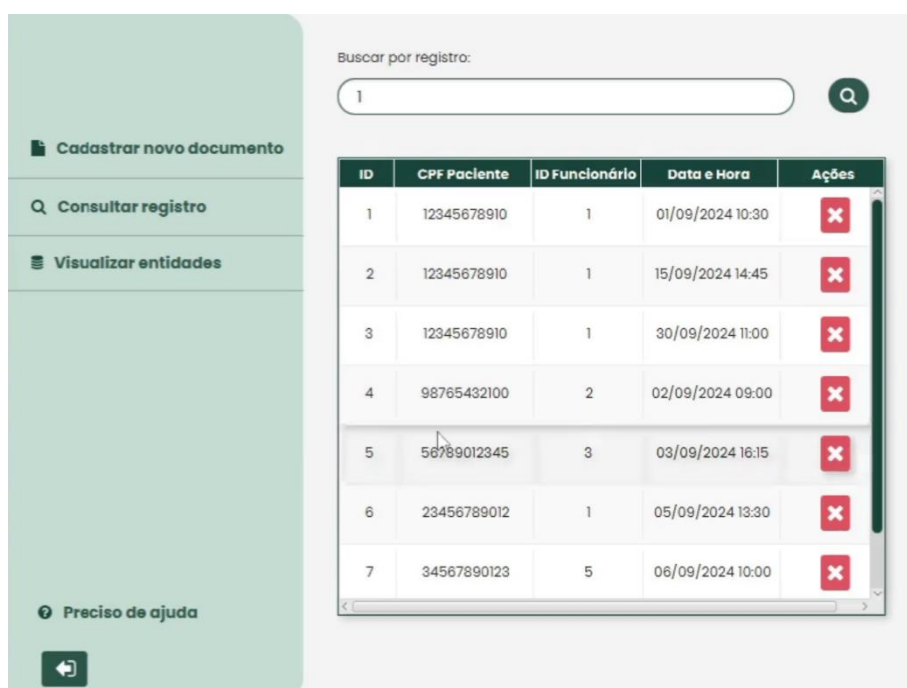 Cadastrar novo documento
Consultar registro
Visualizar entidades
Preciso de ajuda
Buscar por registro:
1
ID CPF Paciente ID Funcionário Data e Hora Ações
1 12345678910 1 01/09/2024 10:30
2 12345678910 1 15/09/2024 14:45
3 12345678910 1 30/09/2024 11:00
4 98765432100 2 02/09/2024 09:00
5 56789012345 3 03/09/2024 16:15
6 23456789012 1 05/09/2024 13:30
7 34567890123 5 06/09/2024 10:00